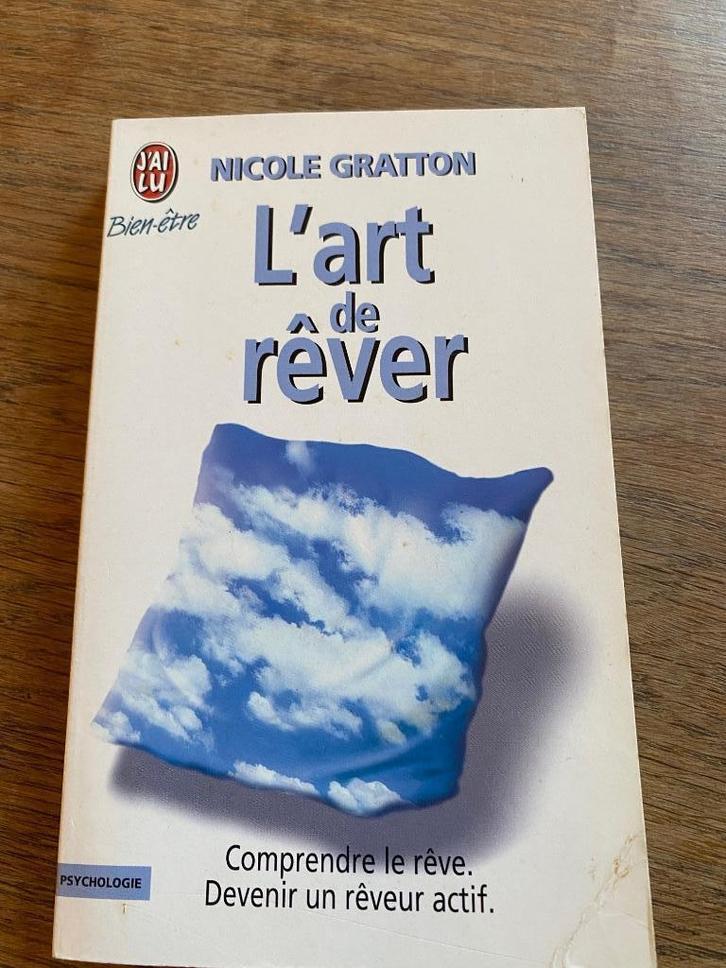 J'AI
LU
Bien-être
NICOLE GRATTON
L'art
de
rêver
Comprendre le rêve.
Devenir un rêveur actif.
PSYCHOLOGIE